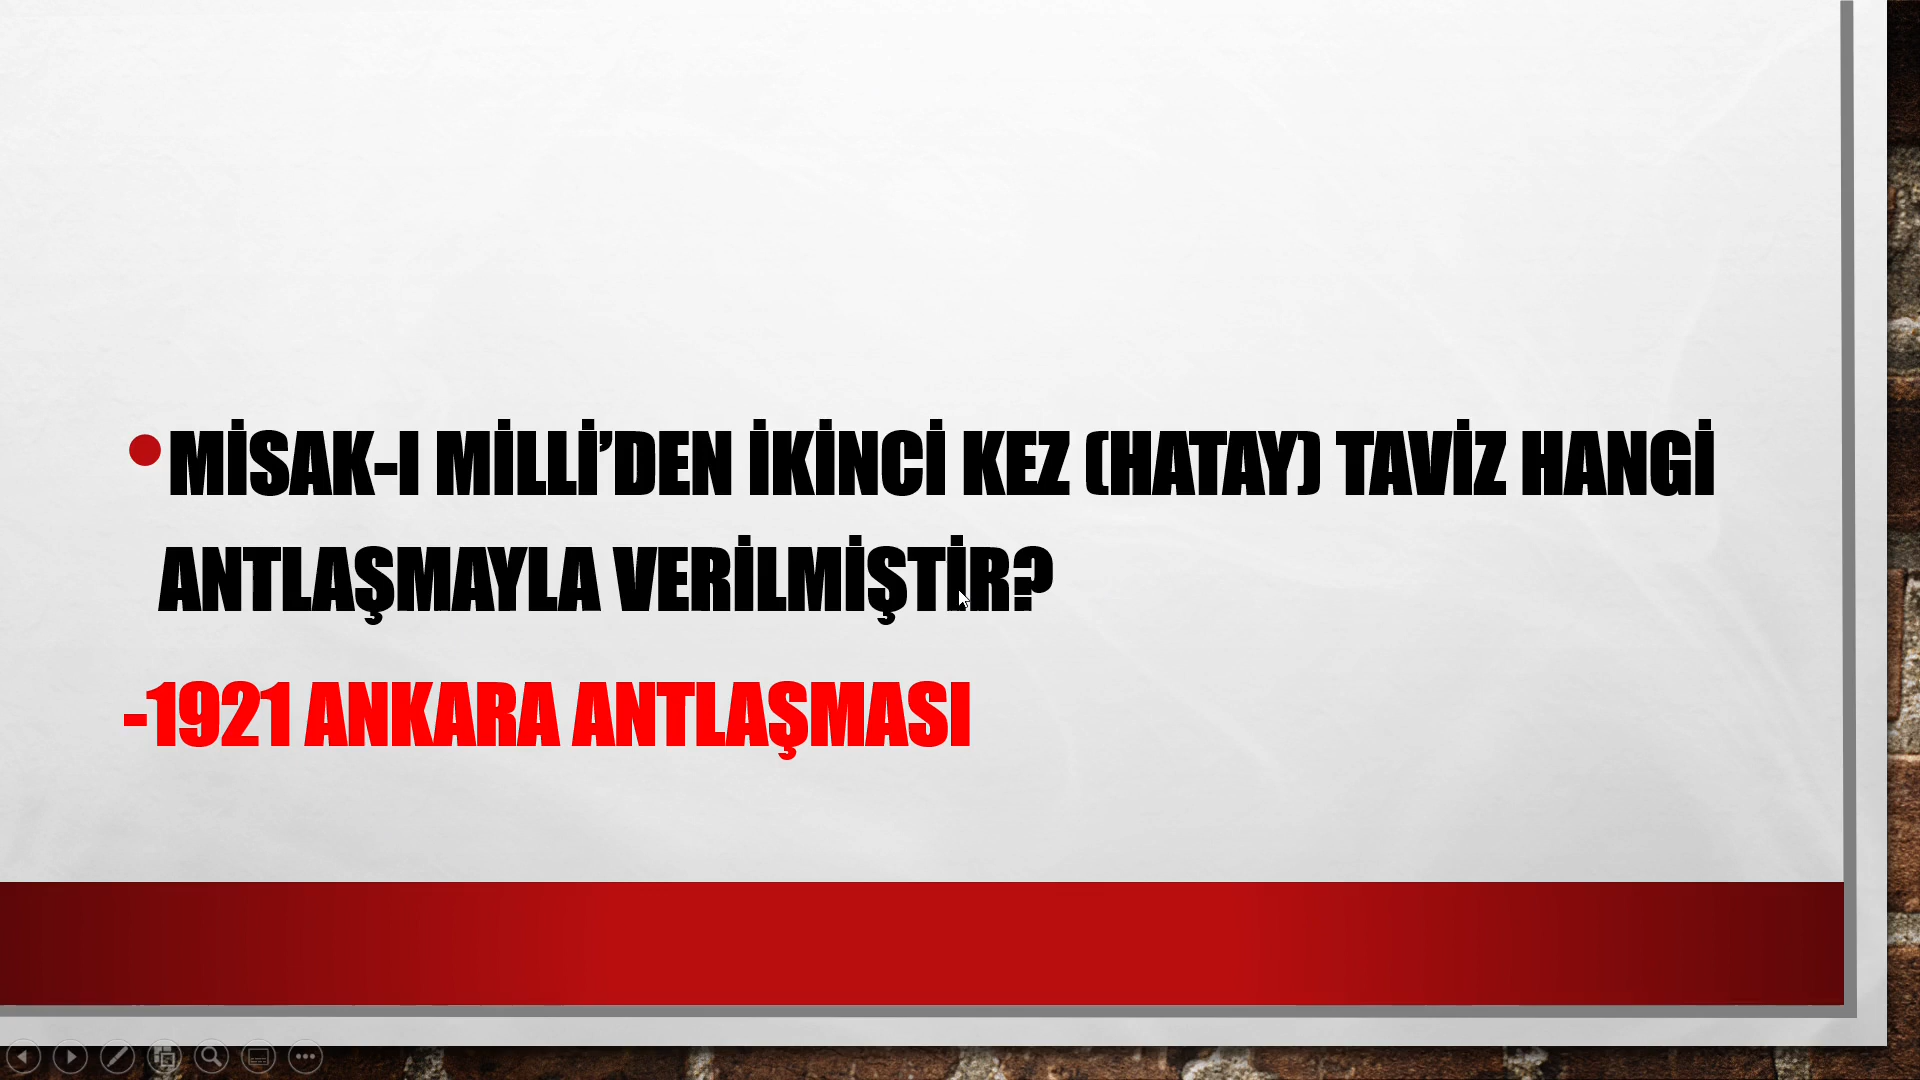 •MİSAK-I MİLLİ’DEN İKİNCİ KEZ (HATAY) TAVİZ HANGİ
ANTLAŞMAYLA VERİLMİŞTİR?
-1921 ANKARA ANTLAŞMASI